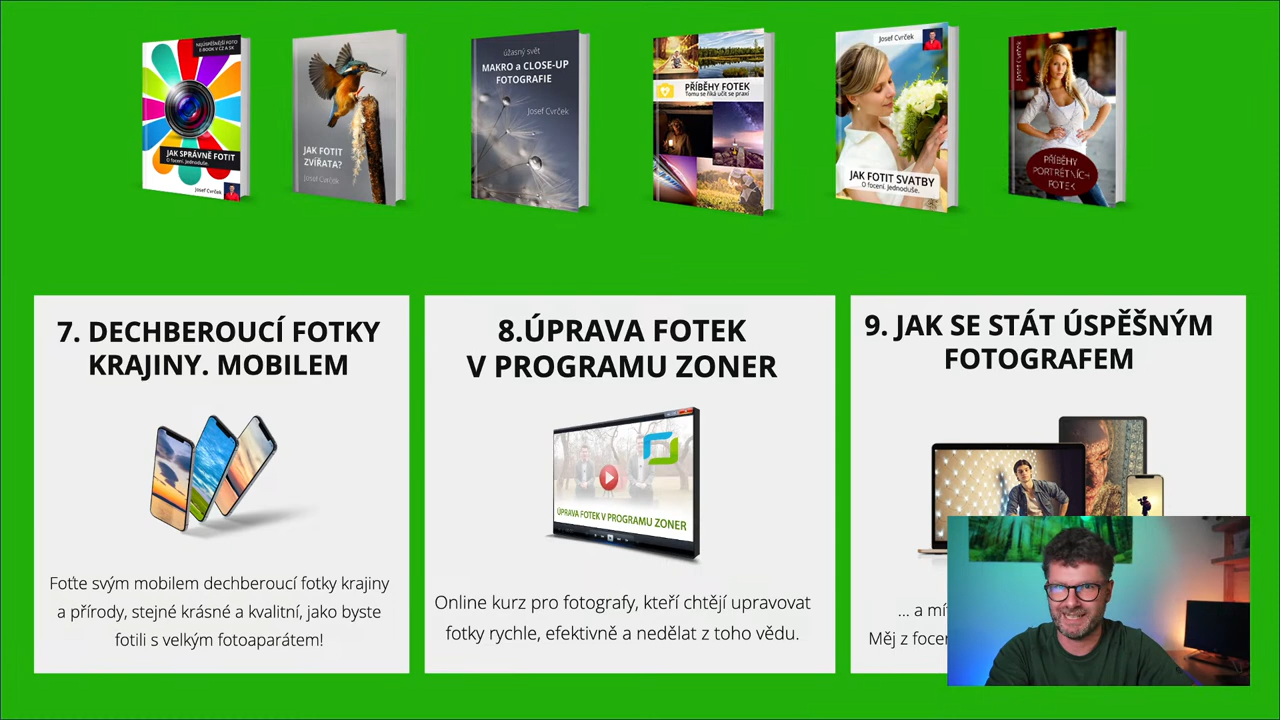 NEJÚSPĚŠNĚJŠÍ FOTO
E-BOOK V CZ A SK
JAK SPRÁVNĚ FOTIT
O focení. Jednoduše.
Josef Cvrček
JAK FOTIT
ZVÍŘATA?
Josef Cvrček
úžasný svět
MAKRO a CLOSE-UP
FOTOGRAFIE
Josef Cvrček
PŘÍBĚHY FOTEK
Tomu se říká učit se praxí
Josef Cvrček
JAK FOTIT SVATBY
O focení. Jednoduše.
Josef Cvrček
PŘÍBĚHY
PORTRÉTNÍCH
FOTEK
7. DECHBEROUCÍ FOTKY
KRAJINY. MOBILEM
Foťte svým mobilem dechberoucí fotky krajiny
a přírody, stejné krásné a kvalitní, jako byste
fotili s velkým fotoaparátem!
8.ÚPRAVA FOTEK
V PROGRAMU ZONER
ÚPRAVA FOTEK V PROGRAMU ZONER
Online kurz pro fotografy, kteří chtějí upravovat
fotky rychle, efektivně a nedělat z toho vědu.
9. JAK SE STÁT ÚSPĚŠNÝM
FOTOGRAFEM
... a mí
Měj z focen